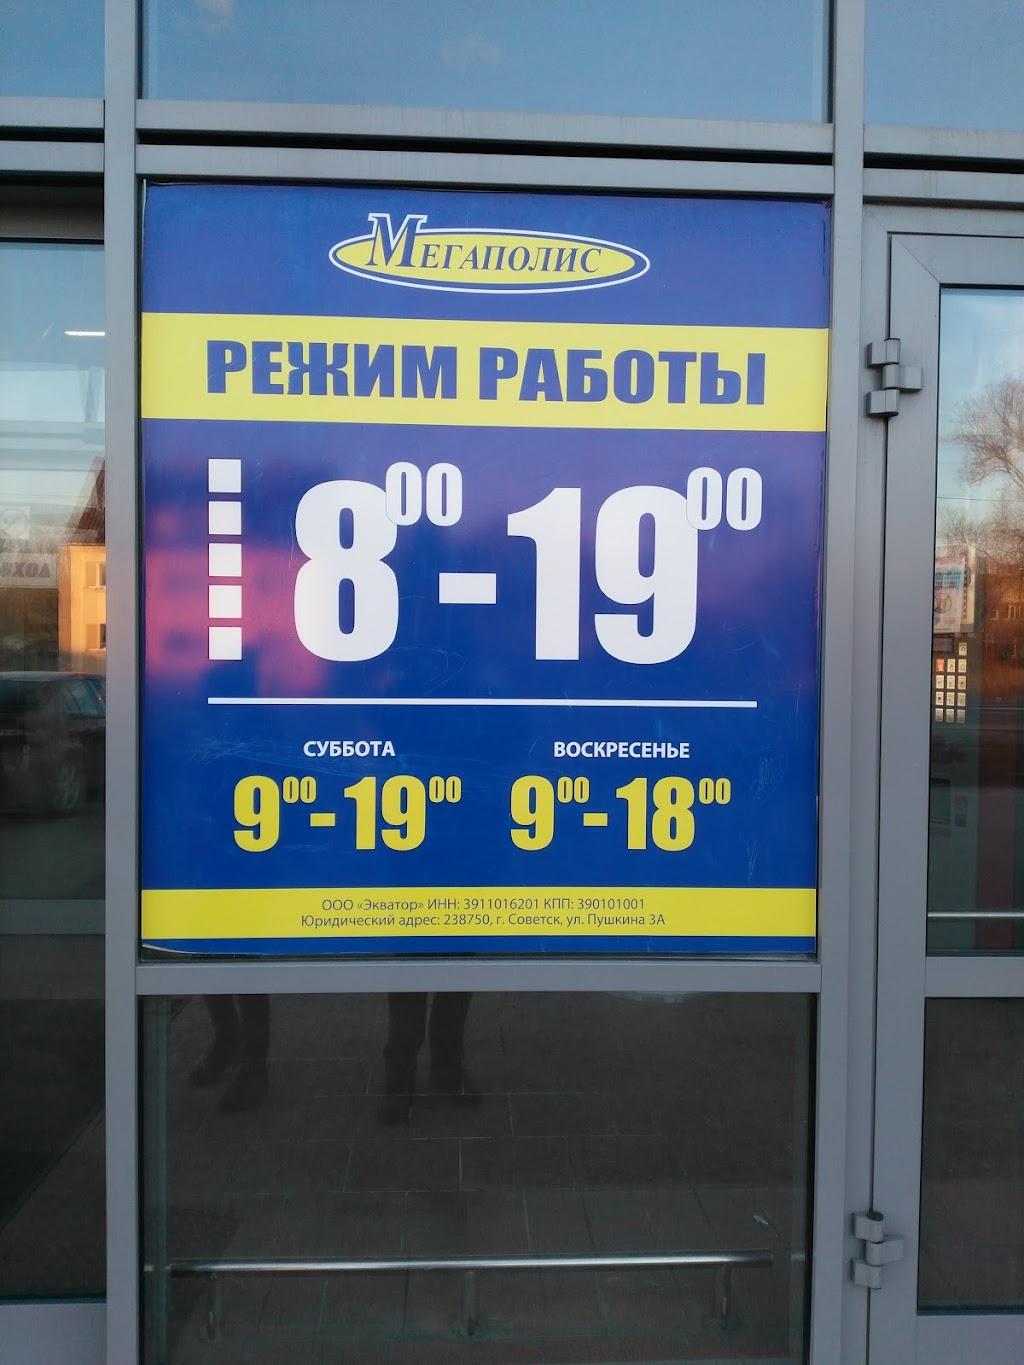 МЕГАПОЛИС
РЕЖИМ РАБОТЫ
8⁰⁰-19⁰⁰
СУББОТА ВОСКРЕСЕНЬЕ
9⁰⁰-19⁰⁰ 9⁰⁰-18⁰⁰
ООО «Экватор» ИНН: 3911016201 КПП: 390101001
Юридический адрес: 238750, г. Советск, ул. Пушкина 3А